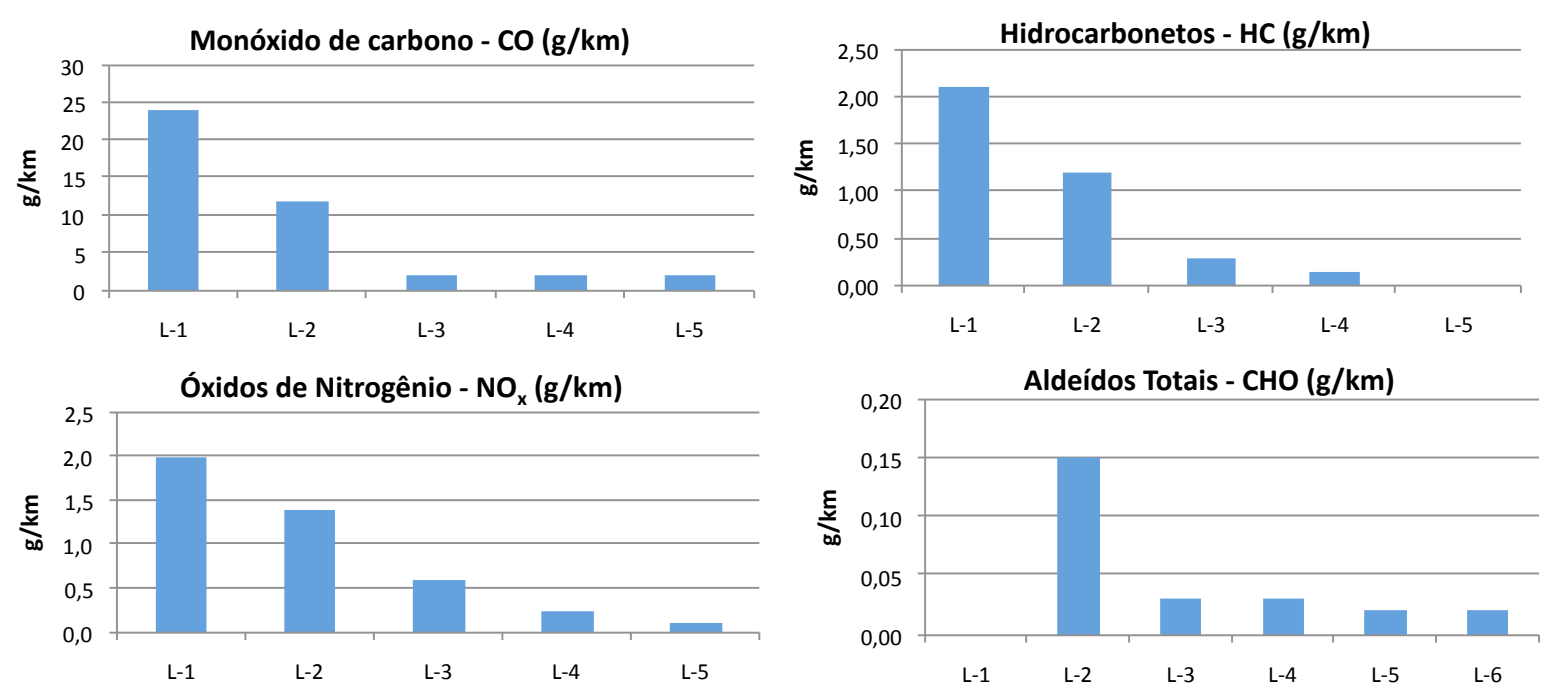 Monóxido de carbono - CO (g/km)
g/km
30
25
20
15
10
5
0
L-1 L-2 L-3 L-4 L-5
Hidrocarbonetos - HC (g/km)
g/km
2,50
2,00
1,50
1,00
0,50
0,00
L-1 L-2 L-3 L-4 L-5
Óxidos de Nitrogênio - NOx (g/km)
g/km
2,5
2,0
1,5
1,0
0,5
0,0
L-1 L-2 L-3 L-4 L-5
Aldeídos Totais - CHO (g/km)
g/km
0,20
0,15
0,10
0,05
0,00
L-1 L-2 L-3 L-4 L-5 L-6